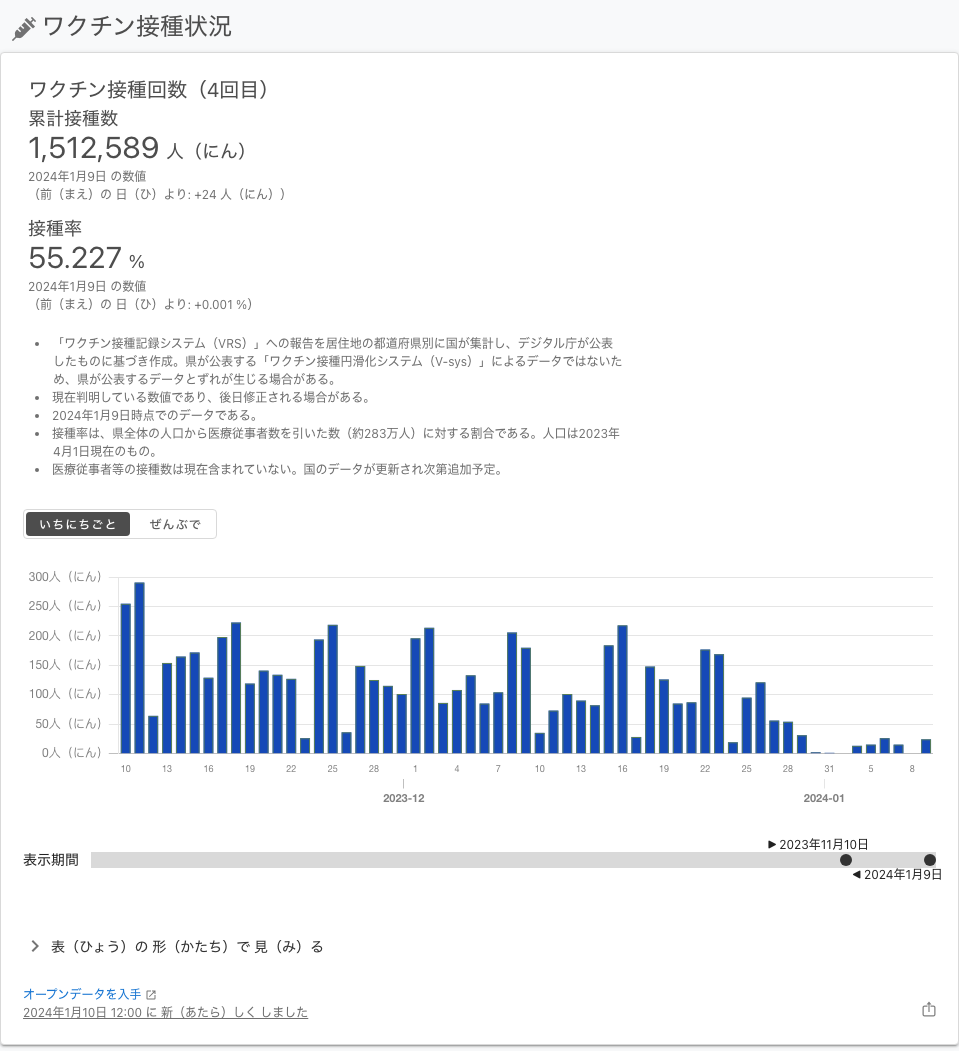 ワクチン接種状況
ワクチン接種回数（4回目）
累計接種数
1,512,589 人（にん）
2024年1月9日 の数値
（前（まえ）の 日（ひ）より: +24 人（にん））
接種率
55.227 %
2024年1月9日 の数値
（前（まえ）の 日（ひ）より: +0.001 %）
• 「ワクチン接種記録システム（VRS）」への報告を居住地の都道府県別に国が集計し、デジタル庁が公表
したものに基づき作成。県が公表する「ワクチン接種円滑化システム（V-sys）」によるデータではないた
め、県が公表するデータとずれが生じる場合がある。
• 現在判明している数値であり、後日修正される場合がある。
• 2024年1月9日時点でのデータである。
• 接種率は、県全体の人口から医療従事者数を引いた数（約283万人）に対する割合である。人口は2023年
4月1日現在のもの。
• 医療従事者等の接種数は現在含まれていない。国のデータが更新され次第追加予定。
いちにちごと ぜんぶで
300人（にん）
250人（にん）
200人（にん）
150人（にん）
100人（にん）
50人（にん）
0人（にん）
10 13 16 19 22 25 28 1 4 7 10 13 16 19 22 25 28 31 5 8
2023-12 2024-01
▶ 2023年11月10日
表示期間
◀ 2024年1月9日
表（ひょう）の 形（かたち）で 見（み）る
オープンデータを入手
2024年1月10日 12:00 に 新（あたら）しく しました